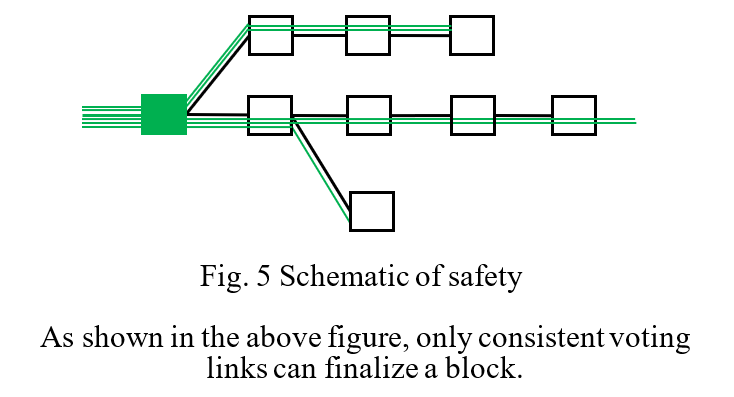 Fig. 5 Schematic of safety
As shown in the above figure, only consistent voting
links can finalize a block.